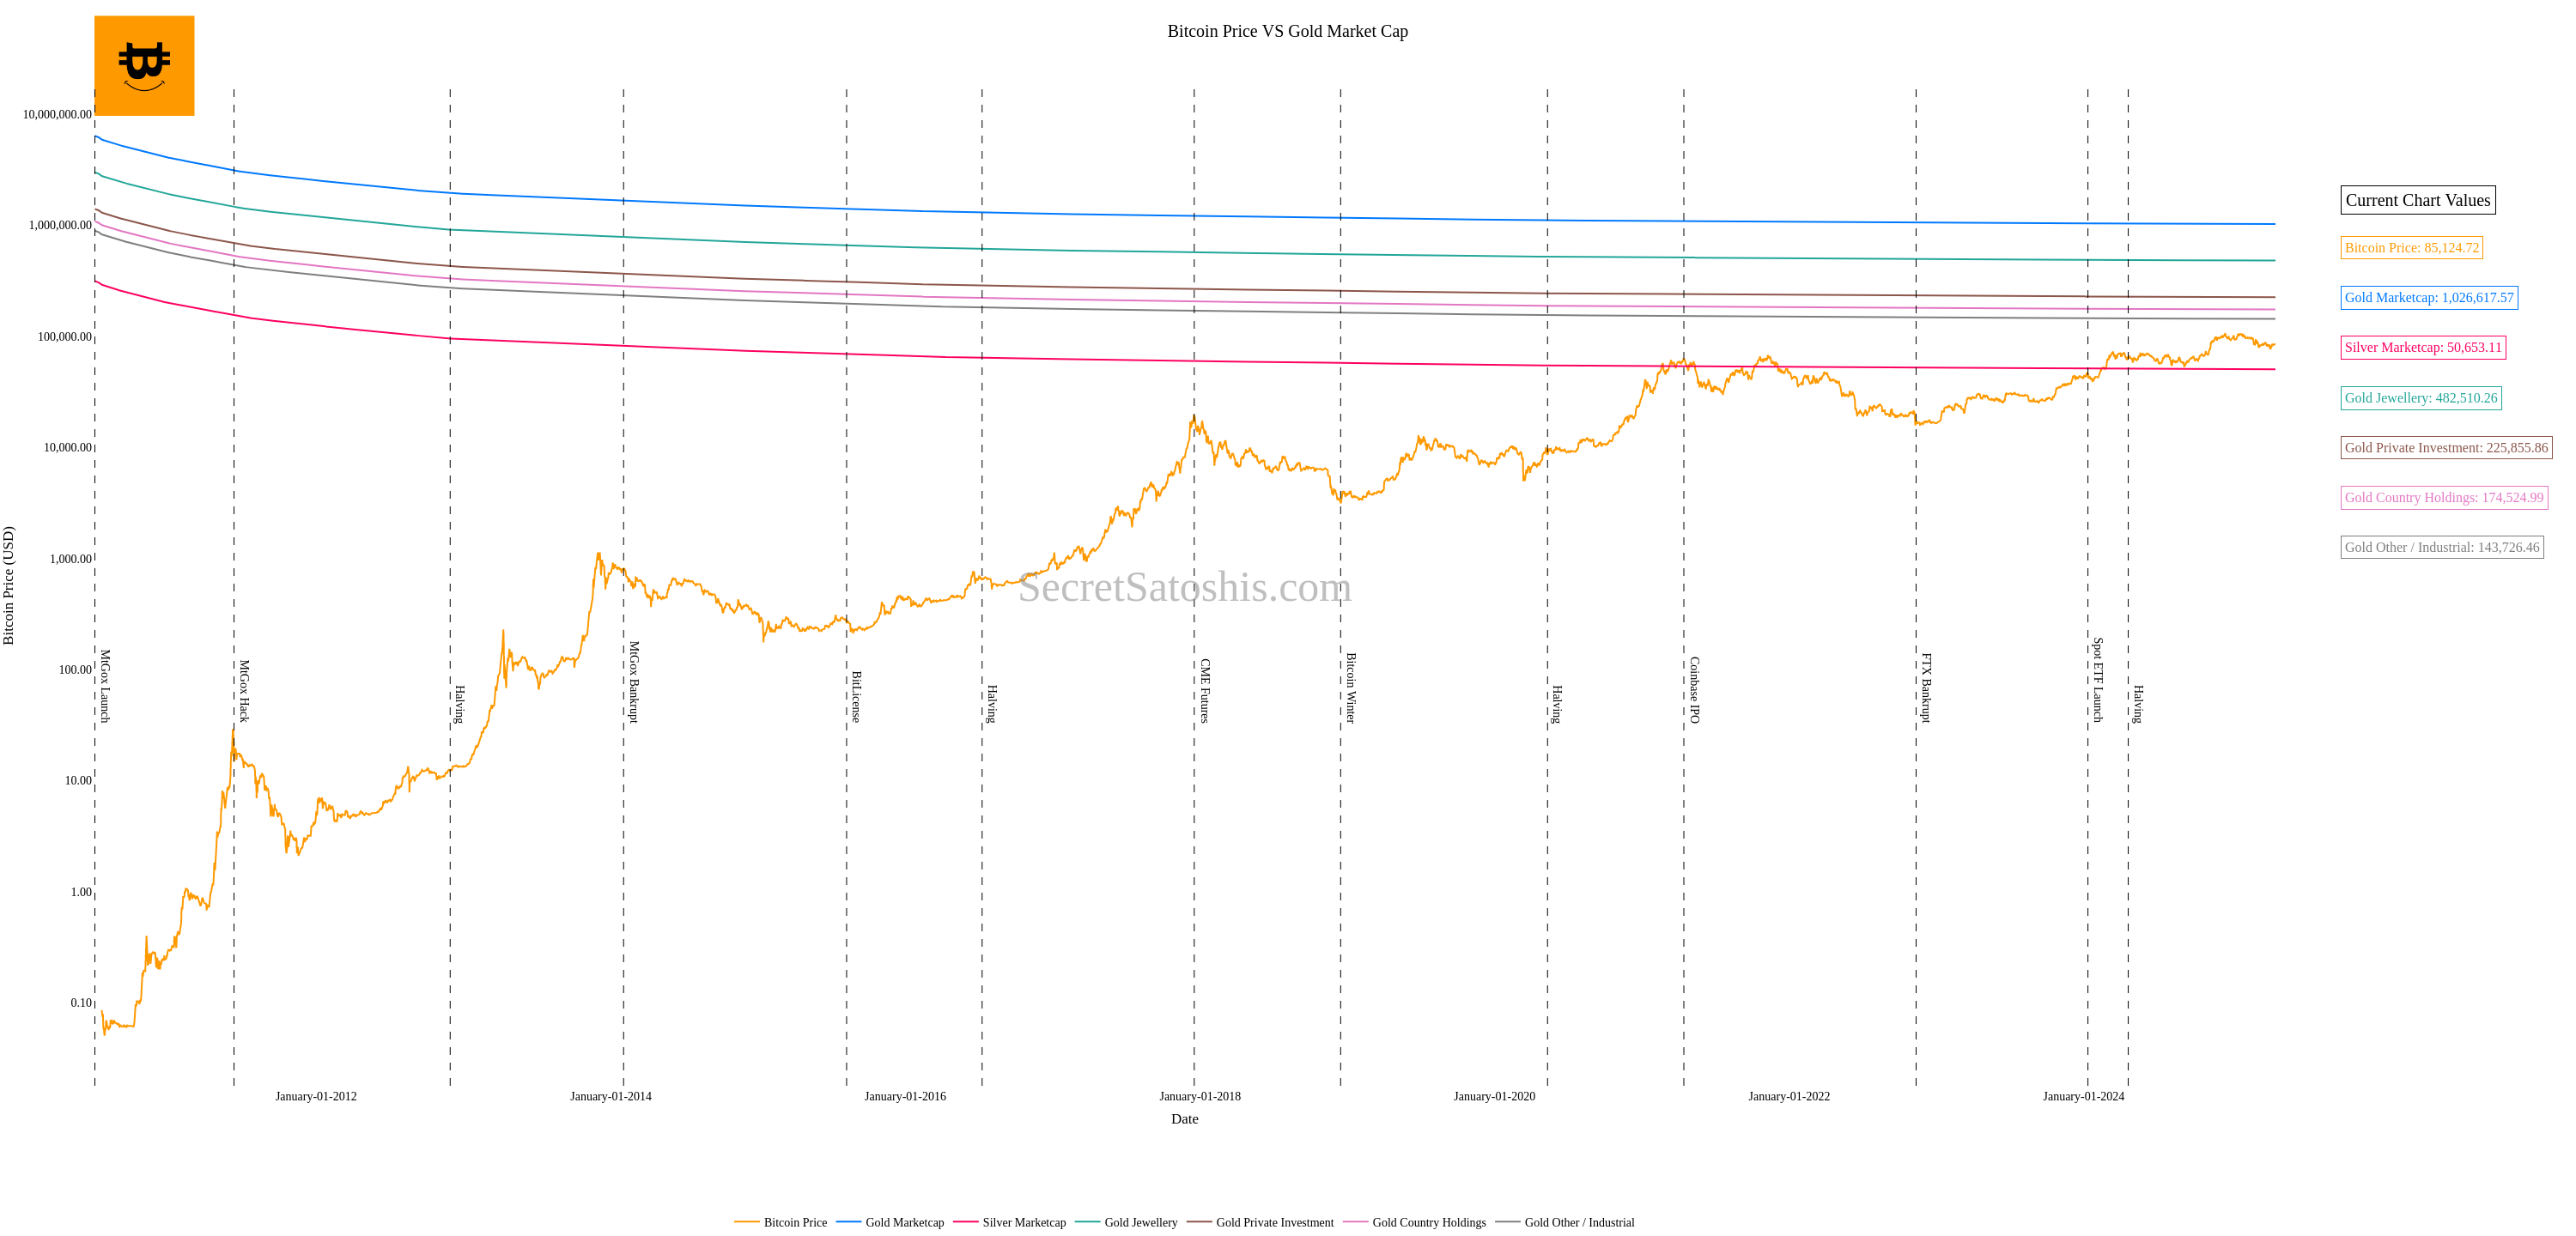 Bitcoin Price VS Gold Market Cap
10,000,000.00
1,000,000.00
100,000.00
10,000.00
1,000.00
100.00
10.00
1.00
0.10
Bitcoin Price (USD)
SecretSatoshis.com
MtGox Launch
MtGox Hack
Halving
MtGox Bankrupt
BitLicense
Halving
CME Futures
Bitcoin Winter
Halving
Coinbase IPO
FTX Bankrupt
Spot ETF Launch
Halving
January-01-2012
January-01-2014
January-01-2016
January-01-2018
January-01-2020
January-01-2022
January-01-2024
Date
Current Chart Values
Bitcoin Price: 85,124.72
Gold Marketcap: 1,026,617.57
Silver Marketcap: 50,653.11
Gold Jewellery: 482,510.26
Gold Private Investment: 225,855.86
Gold Country Holdings: 174,524.99
Gold Other / Industrial: 143,726.46
Bitcoin Price
Gold Marketcap
Silver Marketcap
Gold Jewellery
Gold Private Investment
Gold Country Holdings
Gold Other / Industrial